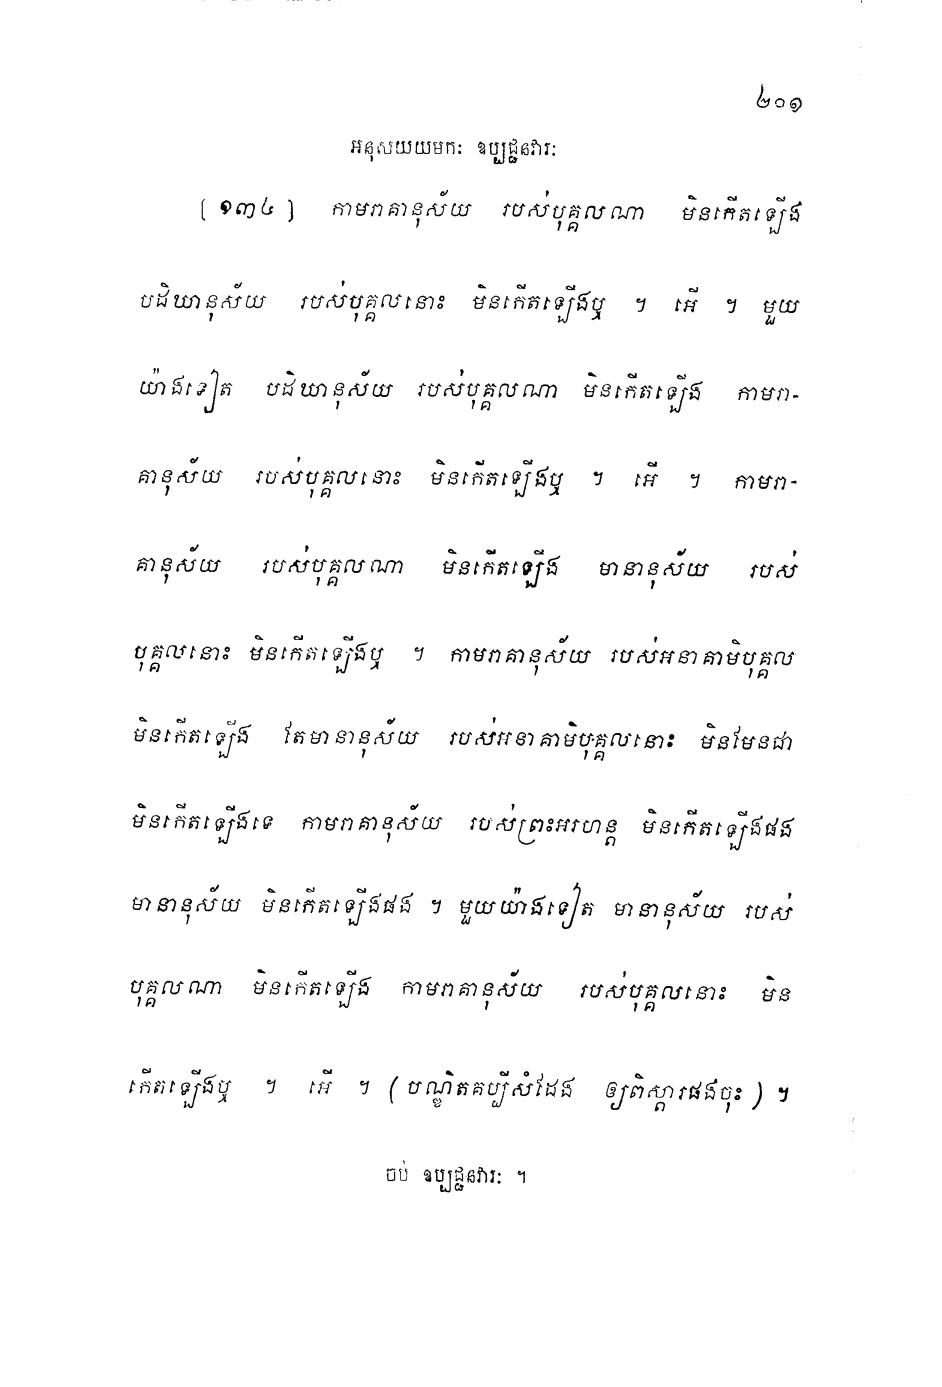 ២០១
អនុសយយមកៈ ឧប្បជ្ជនវារៈ
[ ១៣៤ ] កាមរាគានុស័យ របស់បុគ្គលណា មិនកើតឡើង
បដិឃានុស័យ របស់បុគ្គលនោះ មិនកើតឡើងឬ ។ អើ ។ មួយ
យ៉ាងទៀត បដិឃានុស័យ របស់បុគ្គលណា មិនកើតឡើង កាមរា-
គានុស័យ របស់បុគ្គលនោះ មិនកើតឡើងឬ ។ អើ ។ កាមរា-
គានុស័យ របស់បុគ្គលណា មិនកើតឡើង មានានុស័យ របស់
បុគ្គលនោះ មិនកើតឡើងឬ ។ កាមរាគានុស័យ របស់អនាគាមិបុគ្គល
មិនកើតឡើង តែមានានុស័យ របស់អនាគាមិបុគ្គលនោះ មិនមែនជា
មិនកើតឡើងទេ កាមរាគានុស័យ របស់ព្រះអរហន្ត មិនកើតឡើងផង
មានានុស័យ មិនកើតឡើងផង ។ មួយយ៉ាងទៀត មានានុស័យ របស់
បុគ្គលណា មិនកើតឡើង កាមរាគានុស័យ របស់បុគ្គលនោះ មិន
កើតឡើងឬ ។ អើ ។ ( បណ្ឌិតគប្បីសំដែង ឲ្យពិស្តារផងចុះ ) ។
ចប់ ឧប្បជ្ជនវារៈ ។